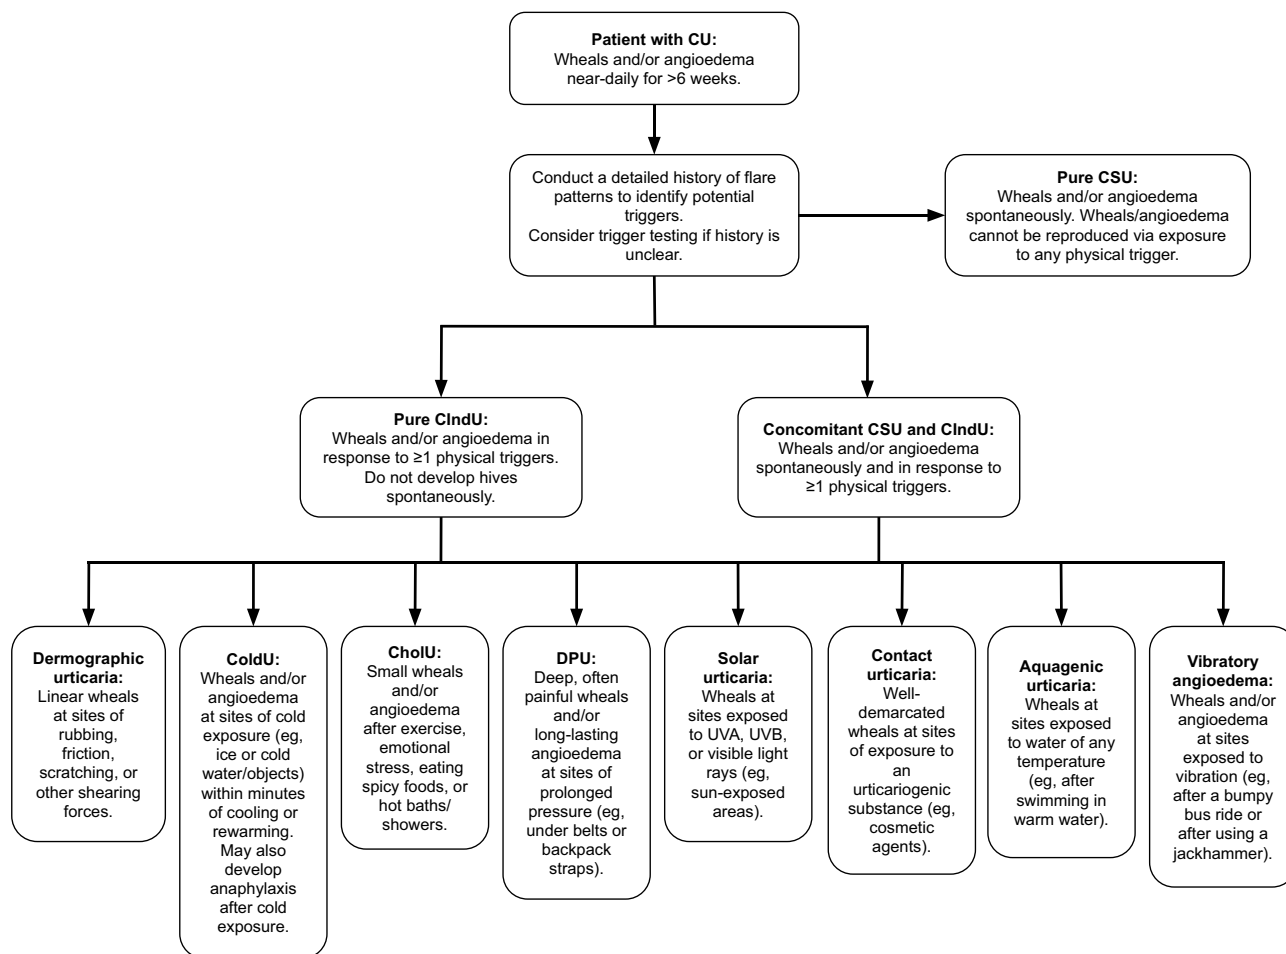 Patient with CU:
Wheals and/or angioedema
near-daily for >6 weeks.
Conduct a detailed history of flare
patterns to identify potential
triggers.
Consider trigger testing if history is
unclear.
Pure CSU:
Wheals and/or angioedema
spontaneously. Wheals/angioedema
cannot be reproduced via exposure
to any physical trigger.
Pure CIndU:
Wheals and/or angioedema in
response to ≥1 physical triggers.
Do not develop hives
spontaneously.
Concomitant CSU and CIndU:
Wheals and/or angioedema
spontaneously and in response to
≥1 physical triggers.
Dermographic
urticaria:
Linear wheals
at sites of
rubbing,
friction,
scratching, or
other shearing
forces.
ColdU:
Wheals and/or
angioedema
at sites of cold
exposure (eg,
ice or cold
water/objects)
within minutes
of cooling or
rewarming.
May also
develop
anaphylaxis
after cold
exposure.
CholU:
Small wheals
and/or
angioedema
after exercise,
emotional
stress, eating
spicy foods, or
hot baths/
showers.
DPU:
Deep, often
painful wheals
and/or
long-lasting
angioedema
at sites of
prolonged
pressure (eg,
under belts or
backpack
straps).
Solar
urticaria:
Wheals at
sites exposed
to UVA, UVB,
or visible light
rays (eg,
sun-exposed
areas).
Contact
urticaria:
Well-
demarcated
wheals at sites
of exposure to
an
urticariogenic
substance (eg,
cosmetic
agents).
Aquagenic
urticaria:
Wheals at
sites exposed
to water of any
temperature
(eg, after
swimming in
warm water).
Vibratory
angioedema:
Wheals and/or
angioedema
at sites
exposed to
vibration (eg,
after a bumpy
bus ride or
after using a
jackhammer).